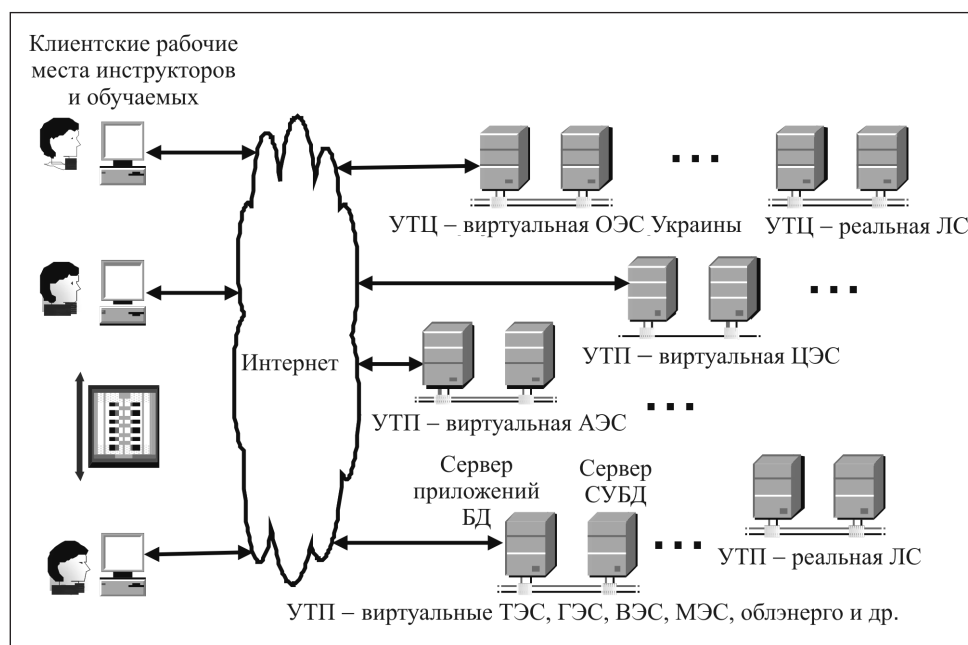 Клиентские рабочие
места инструкторов
и обучаемых
УТЦ – виртуальная ОЭС Украины
УТЦ – реальная ЛС
УТП – виртуальная ЦЭС
Интернет
УТП – виртуальная АЭС
Сервер
приложений
БД
Сервер
СУБД
УТП – реальная ЛС
УТП – виртуальные ТЭС, ГЭС, ВЭС, МЭС, облэнерго и др.